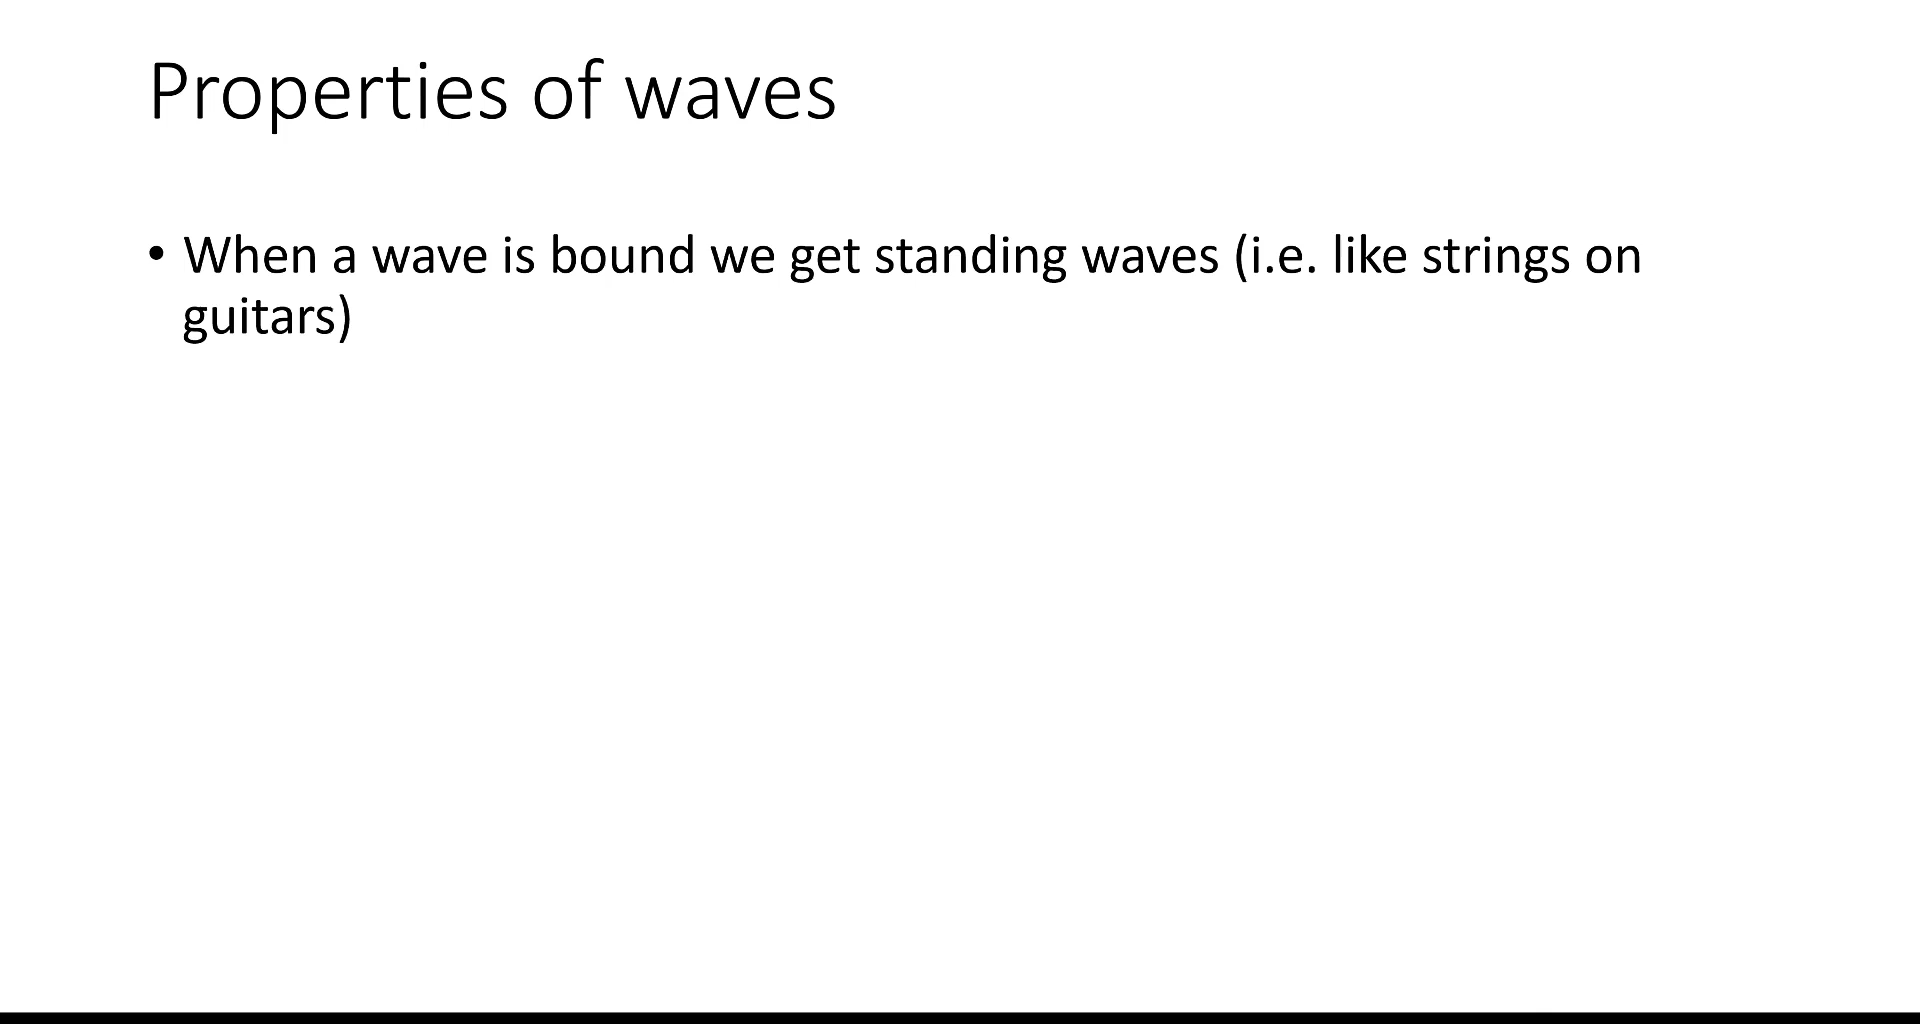 Properties of waves
• When a wave is bound we get standing waves (i.e. like strings on
guitars)